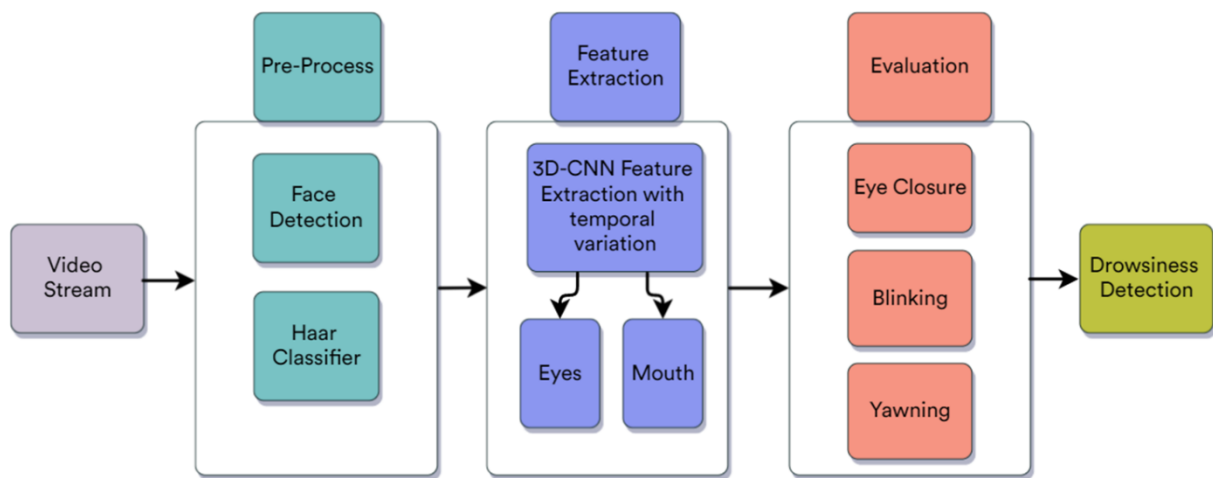 Video
Stream
Pre-Process
Face
Detection
Haar
Classifier
Feature
Extraction
3D-CNN Feature
Extraction with
temporal
variation
Eyes
Mouth
Evaluation
Eye Closure
Blinking
Yawning
Drowsiness
Detection